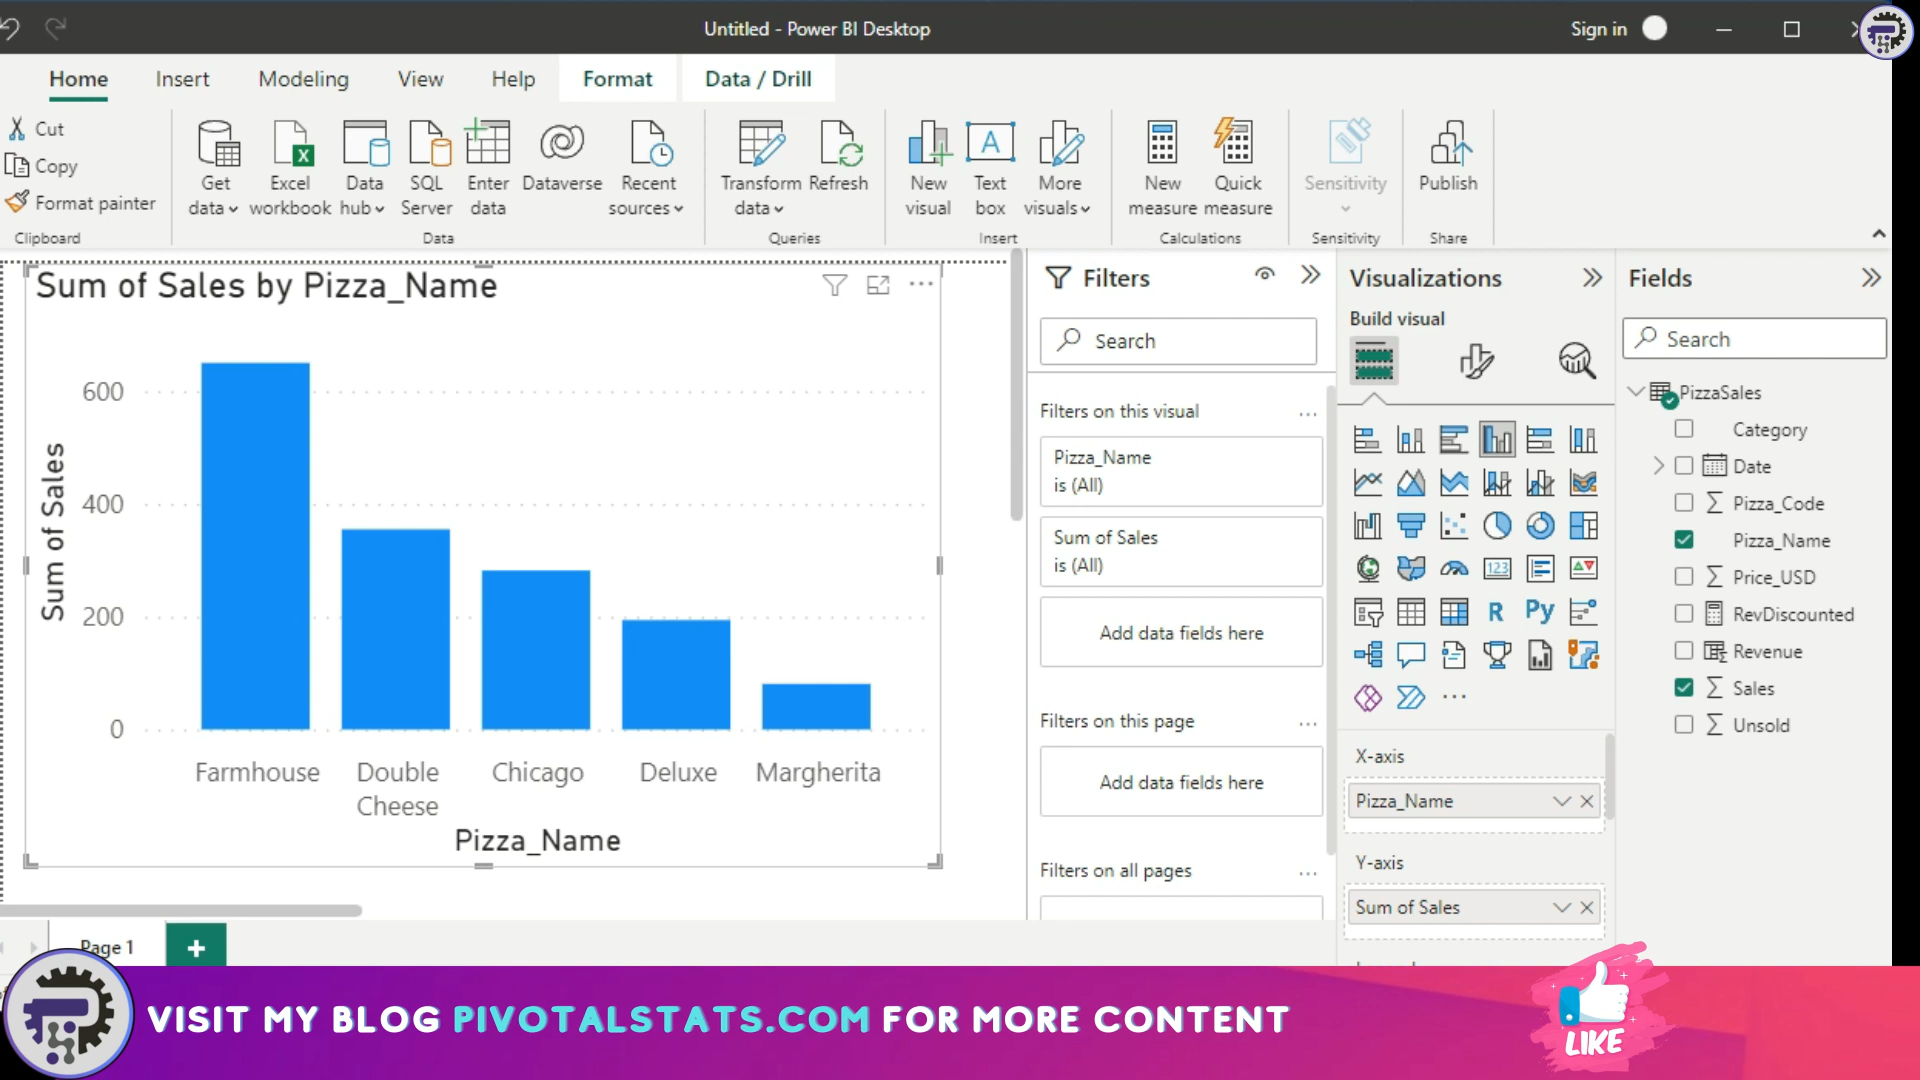 Untitled - Power BI Desktop
Sign in
Home Insert Modeling View Help Format Data / Drill
Cut
Copy
Format painter
Clipboard
Get data
Excel workbook
Data hub
SQL Server
Enter data
Dataverse
Recent sources
Data
Transform data
Refresh
Queries
New visual
Text box
More visuals
Insert
New measure
Quick measure
Calculations
Sensitivity
Sensitivity
Publish
Share
Sum of Sales by Pizza_Name
Sum of Sales
600
400
200
0
Farmhouse
Double Cheese
Chicago
Deluxe
Margherita
Pizza_Name
Filters
Search
Filters on this visual
Pizza_Name
is (All)
Sum of Sales
is (All)
Add data fields here
Filters on this page
Add data fields here
Filters on all pages
Visualizations
Build visual
123
R
Py
X-axis
Pizza_Name
Y-axis
Sum of Sales
Fields
Search
PizzaSales
Category
Date
Pizza_Code
Pizza_Name
Price_USD
RevDiscounted
Revenue
Sales
Unsold
Page 1
VISIT MY BLOG PIVOTALSTATS.COM FOR MORE CONTENT
LIKE